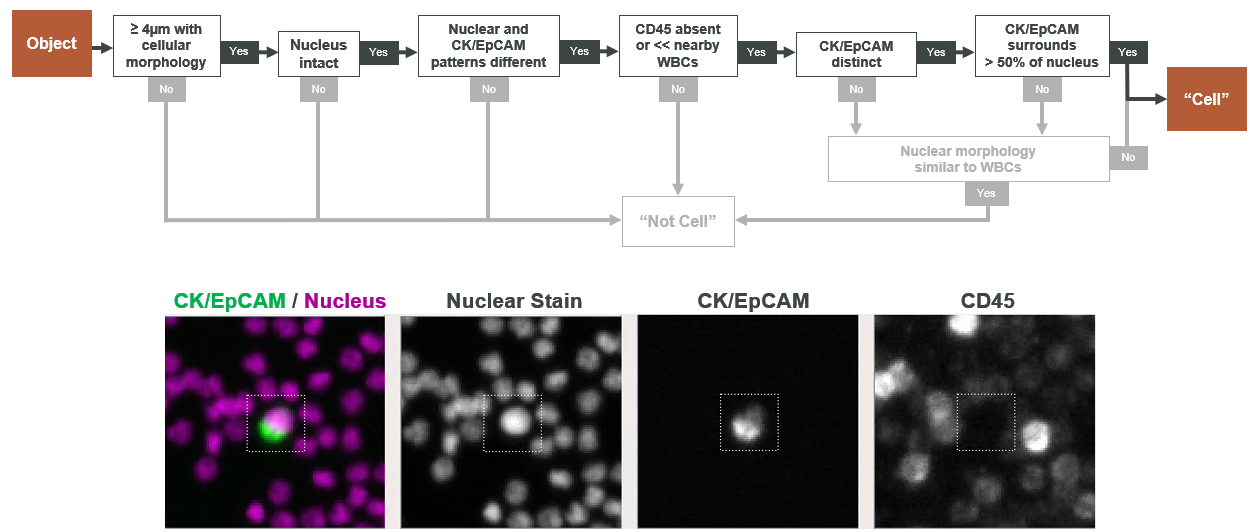 Object
≥ 4µm with
cellular
morphology
Yes
Nucleus
intact
Yes
Nuclear and
CK/EpCAM
patterns different
Yes
CD45 absent
or << nearby
WBCs
Yes
CK/EpCAM
distinct
Yes
CK/EpCAM
surrounds
> 50% of nucleus
Yes
“Cell”
No
No
No
No
No
No
Nuclear morphology
similar to WBCs
No
Yes
“Not Cell”
CK/EpCAM / Nucleus
Nuclear Stain
CK/EpCAM
CD45